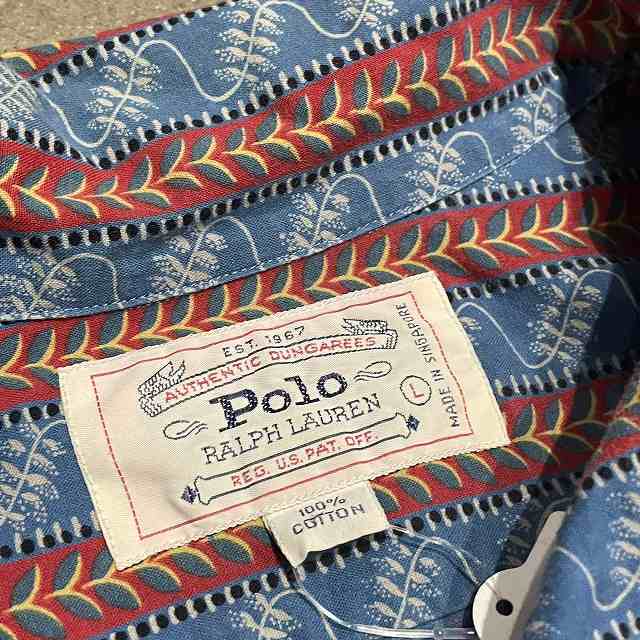 EST. 1967
AUTHENTIC DUNGAREES
Polo
RALPH LAUREN
REG. U.S. PAT. OFF.
L
MADE IN SINGAPORE
100%
COTTON